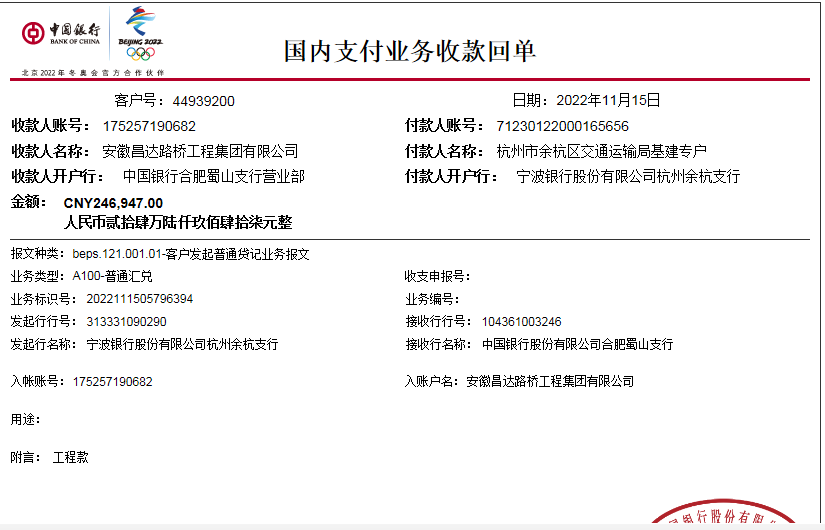 中国银行
BANK OF CHINA
BEIJING 2022
北京2022年冬奥会官方合作伙伴
国内支付业务收款回单
客户号：44939200 日期：2022年11月15日
收款人账号：175257190682 付款人账号：71230122000165656
收款人名称：安徽昌达路桥工程集团有限公司 付款人名称：杭州市余杭区交通运输局基建专户
收款人开户行：中国银行合肥蜀山支行营业部 付款人开户行：宁波银行股份有限公司杭州余杭支行
金额：CNY246,947.00
人民币贰拾肆万陆仟玖佰肆拾柒元整
报文种类：beps.121.001.01-客户发起普通贷记业务报文
业务类型：A100-普通汇兑 收支申报号：
业务标识号：2022111505796394 业务编号：
发起行行号：313331090290 接收行行号：104361003246
发起行名称：宁波银行股份有限公司杭州余杭支行 接收行名称：中国银行股份有限公司合肥蜀山支行
入帐账号：175257190682 入账户名：安徽昌达路桥工程集团有限公司
用途：
附言：工程款
银行股份有限